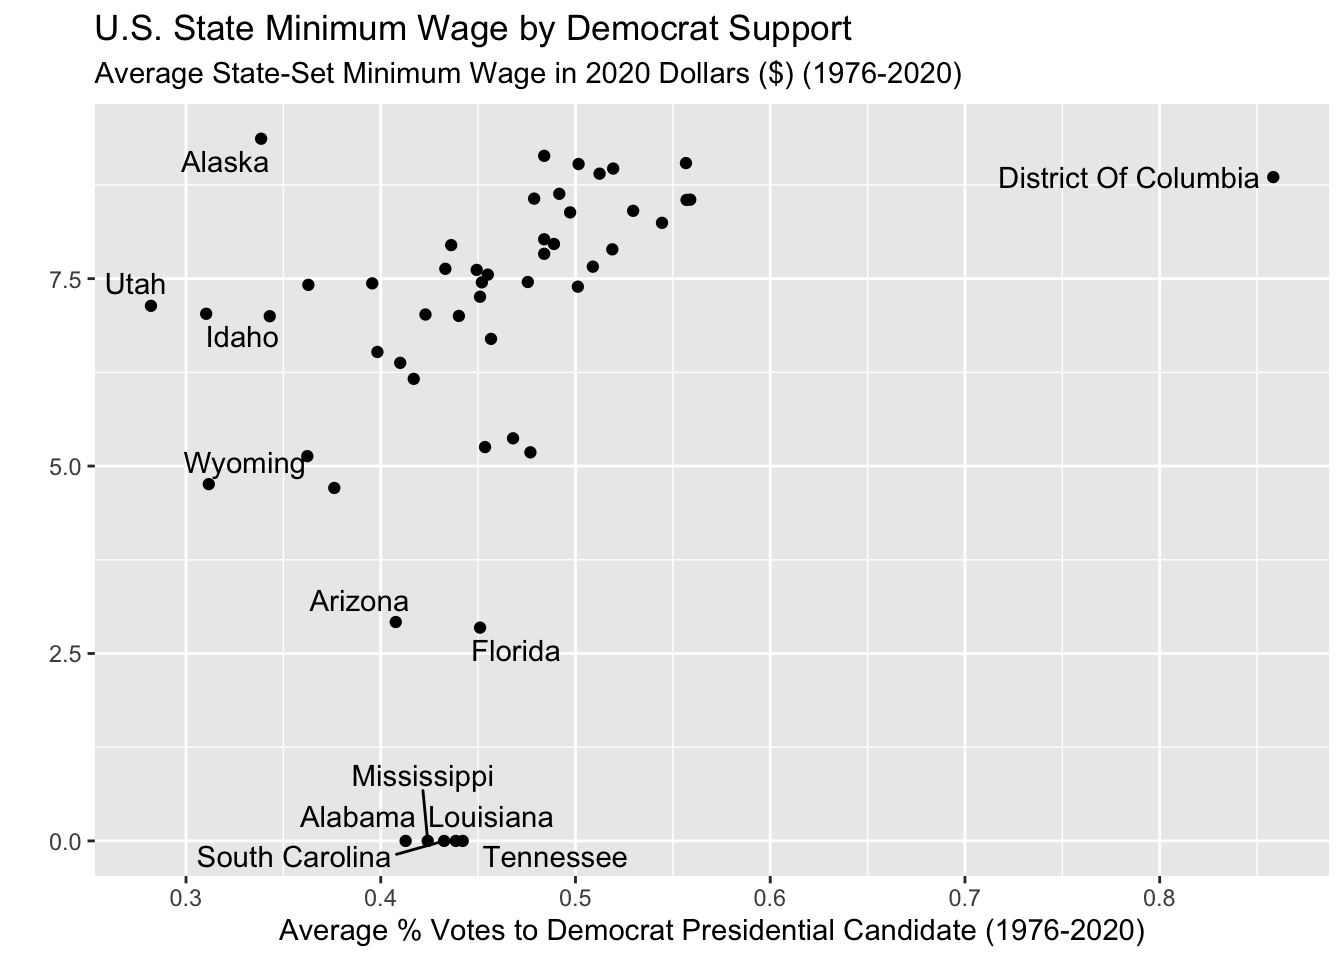 U.S. State Minimum Wage by Democrat Support
Average State-Set Minimum Wage in 2020 Dollars ($) (1976-2020)
Alaska
District Of Columbia
7.5
Utah
Idaho
5.0
Wyoming
Arizona
2.5
Florida
Mississippi
Alabama
Louisiana
0.0
South Carolina
Tennessee
0.3 0.4 0.5 0.6 0.7 0.8
Average % Votes to Democrat Presidential Candidate (1976-2020)